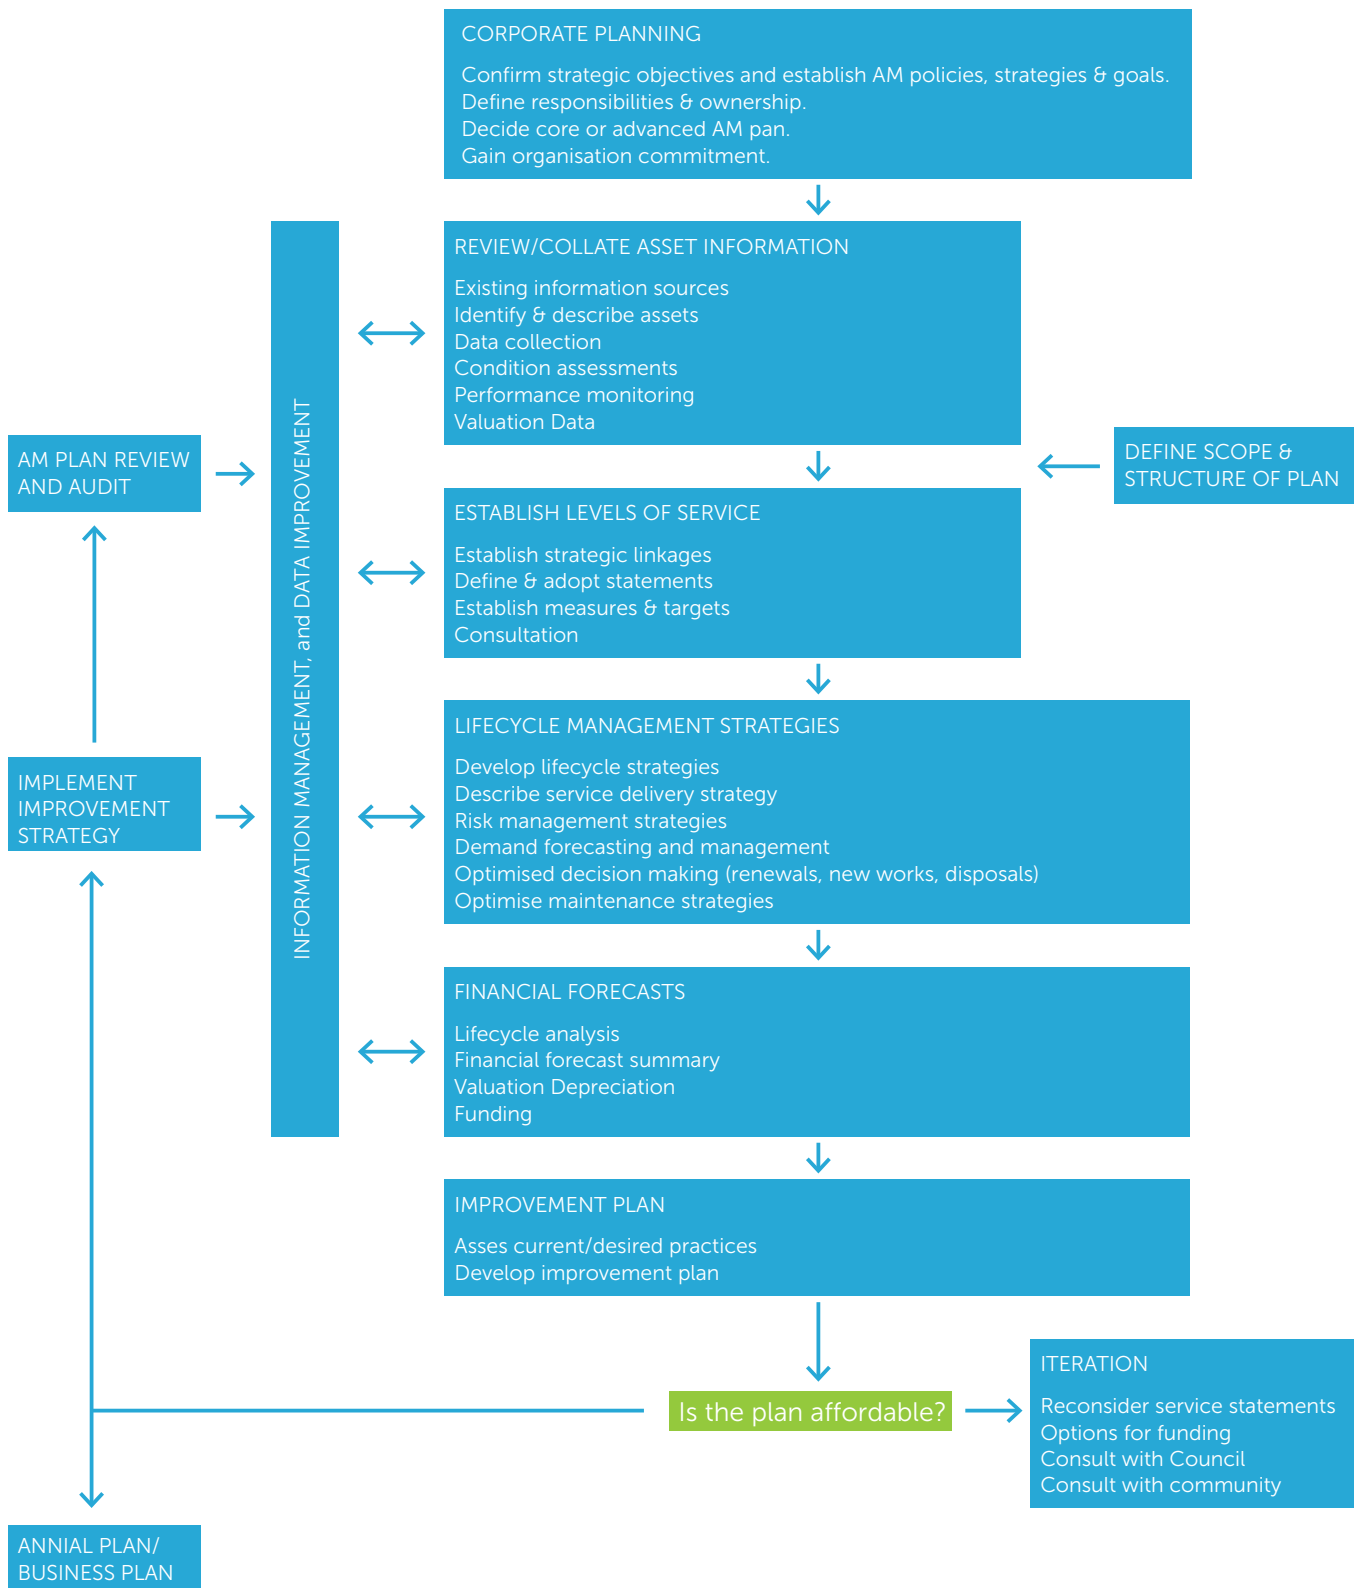 CORPORATE PLANNING
Confirm strategic objectives and establish AM policies, strategies & goals.
Define responsibilities & ownership.
Decide core or advanced AM pan.
Gain organisation commitment.
REVIEW/COLLATE ASSET INFORMATION
Existing information sources
Identify & describe assets
Data collection
Condition assessments
Performance monitoring
Valuation Data
AM PLAN REVIEW
AND AUDIT
INFORMATION MANAGEMENT, and DATA IMPROVEMENT
DEFINE SCOPE &
STRUCTURE OF PLAN
ESTABLISH LEVELS OF SERVICE
Establish strategic linkages
Define & adopt statements
Establish measures & targets
Consultation
LIFECYCLE MANAGEMENT STRATEGIES
Develop lifecycle strategies
Describe service delivery strategy
Risk management strategies
Demand forecasting and management
Optimised decision making (renewals, new works, disposals)
Optimise maintenance strategies
IMPLEMENT
IMPROVEMENT
STRATEGY
FINANCIAL FORECASTS
Lifecycle analysis
Financial forecast summary
Valuation Depreciation
Funding
IMPROVEMENT PLAN
Asses current/desired practices
Develop improvement plan
Is the plan affordable?
ITERATION
Reconsider service statements
Options for funding
Consult with Council
Consult with community
ANNIAL PLAN/
BUSINESS PLAN